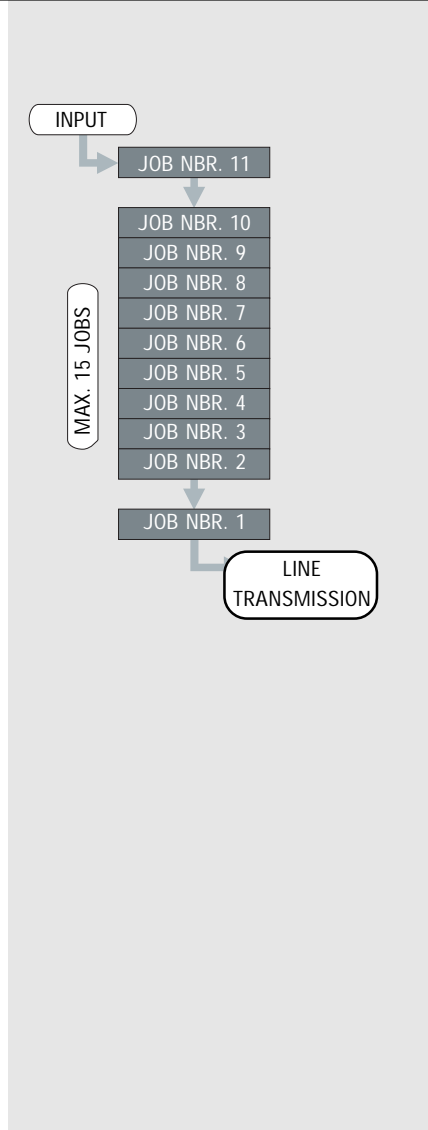 INPUT
JOB NBR. 11
JOB NBR. 10
JOB NBR. 9
JOB NBR. 8
JOB NBR. 7
JOB NBR. 6
JOB NBR. 5
JOB NBR. 4
JOB NBR. 3
JOB NBR. 2
MAX. 15 JOBS
JOB NBR. 1
LINE
TRANSMISSION